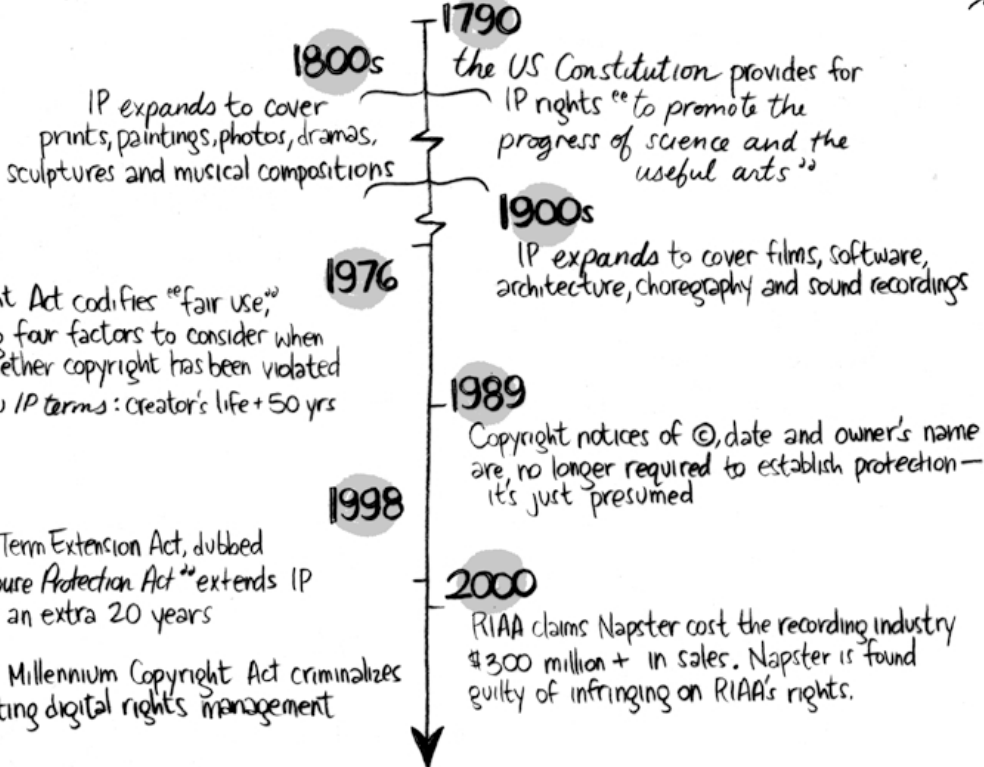 1790
the US Constitution provides for
IP rights “to promote the
progress of science and the
useful arts”
1800s
IP expands to cover
prints, paintings, photos, dramas,
sculptures and musical compositions
1900s
IP expands to cover films, software,
architecture, choregraphy and sound recordings
1976
t Act codifies “fair use,”
four factors to consider when
ether copyright has been violated
IP terms: creator's life + 50 yrs
1989
Copyright notices of ©, date and owner's name
are, no longer required to establish protection—
it's just presumed
1998
Term Extension Act, dubbed
ouse Protection Act” extends IP
an extra 20 years
Millennium Copyright Act criminalizes
ting digital rights management
2000
RIAA claims Napster cost the recording industry
$300 million + in sales. Napster is found
guilty of infringing on RIAA's rights.